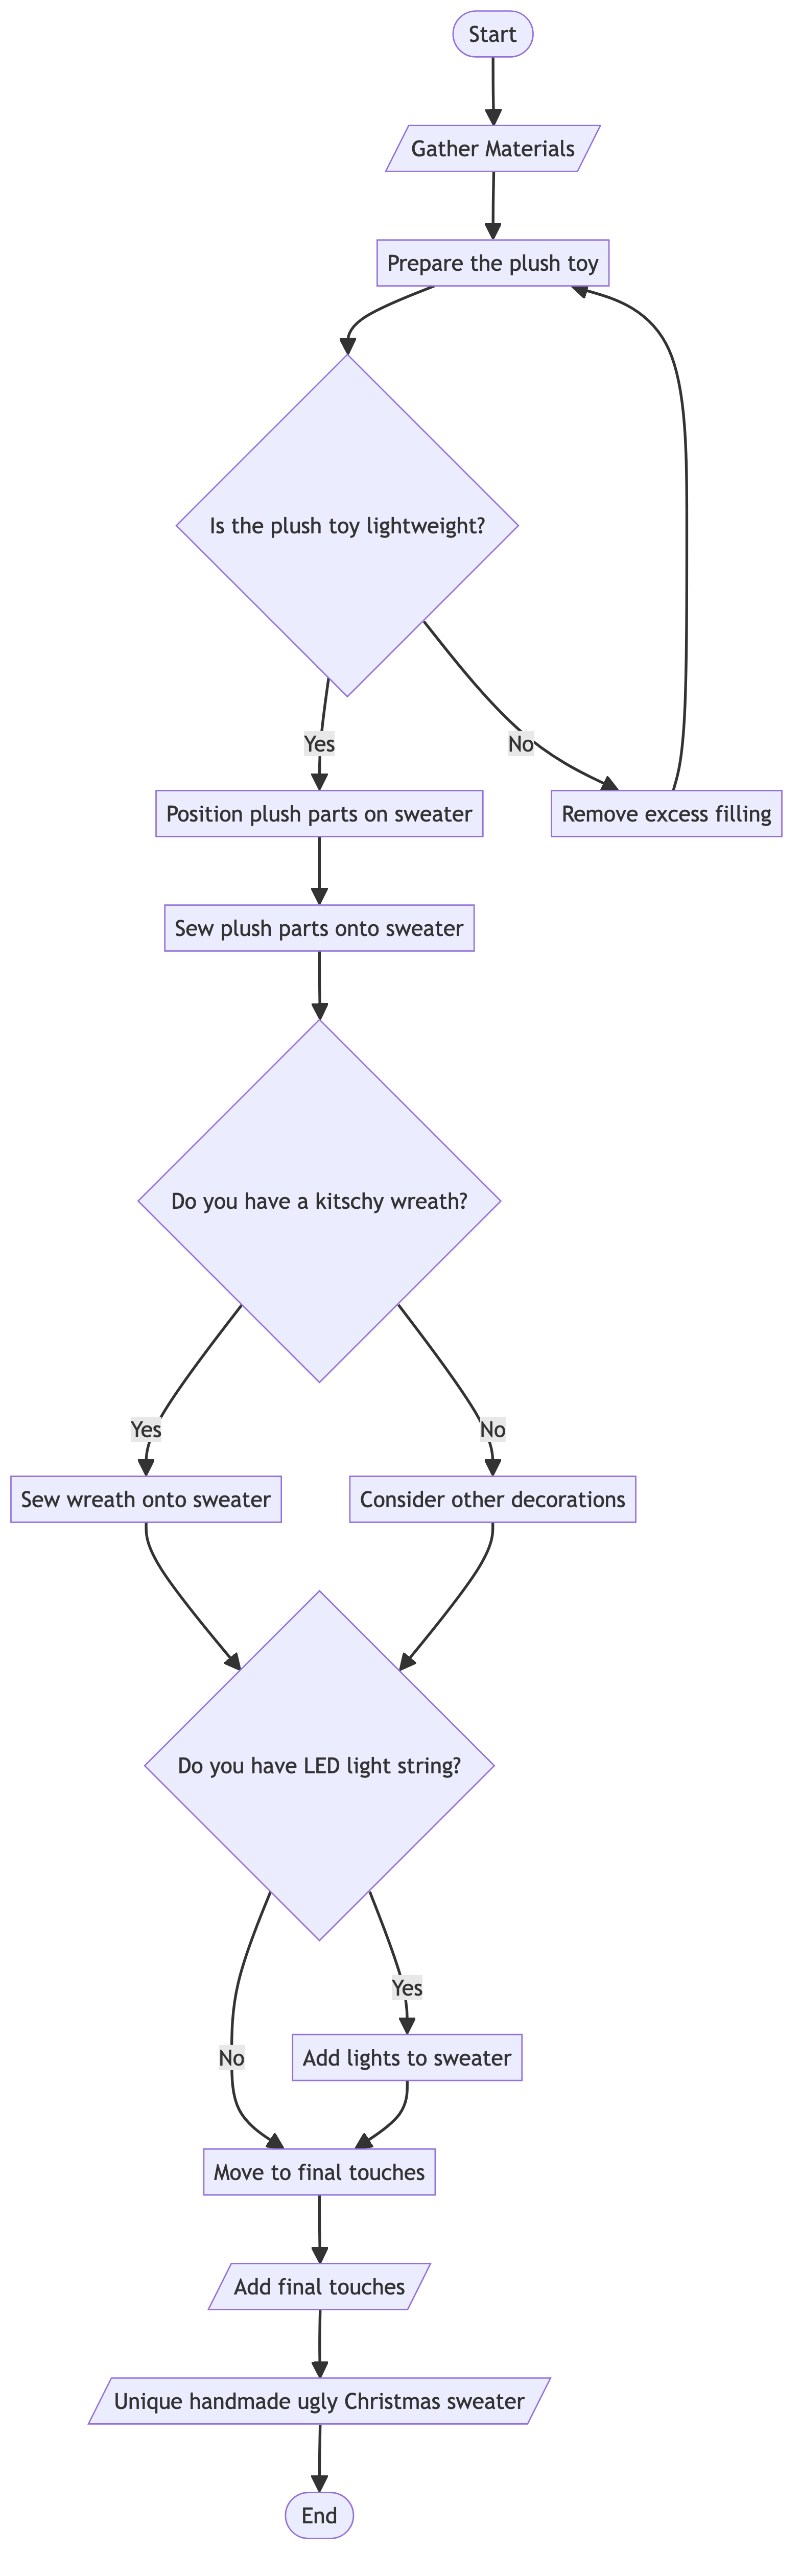 Start
Gather Materials
Prepare the plush toy
Is the plush toy lightweight?
Yes
No
Position plush parts on sweater
Remove excess filling
Sew plush parts onto sweater
Do you have a kitschy wreath?
Yes
No
Sew wreath onto sweater
Consider other decorations
Do you have LED light string?
Yes
No
Add lights to sweater
Move to final touches
Add final touches
Unique handmade ugly Christmas sweater
End